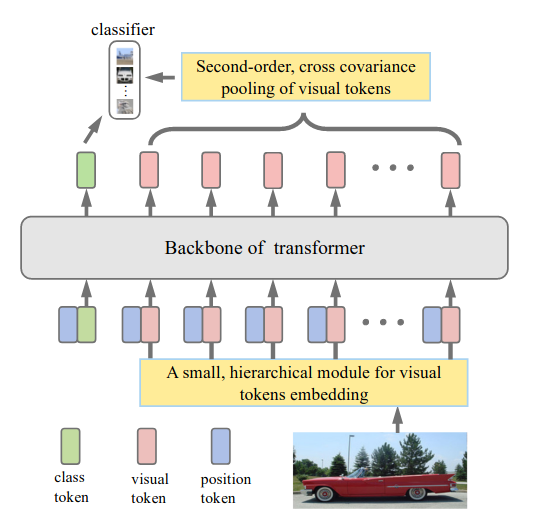 classifier
Second-order, cross covariance
pooling of visual tokens
Backbone of transformer
A small, hierarchical module for visual
tokens embedding
class
token
visual
token
position
token